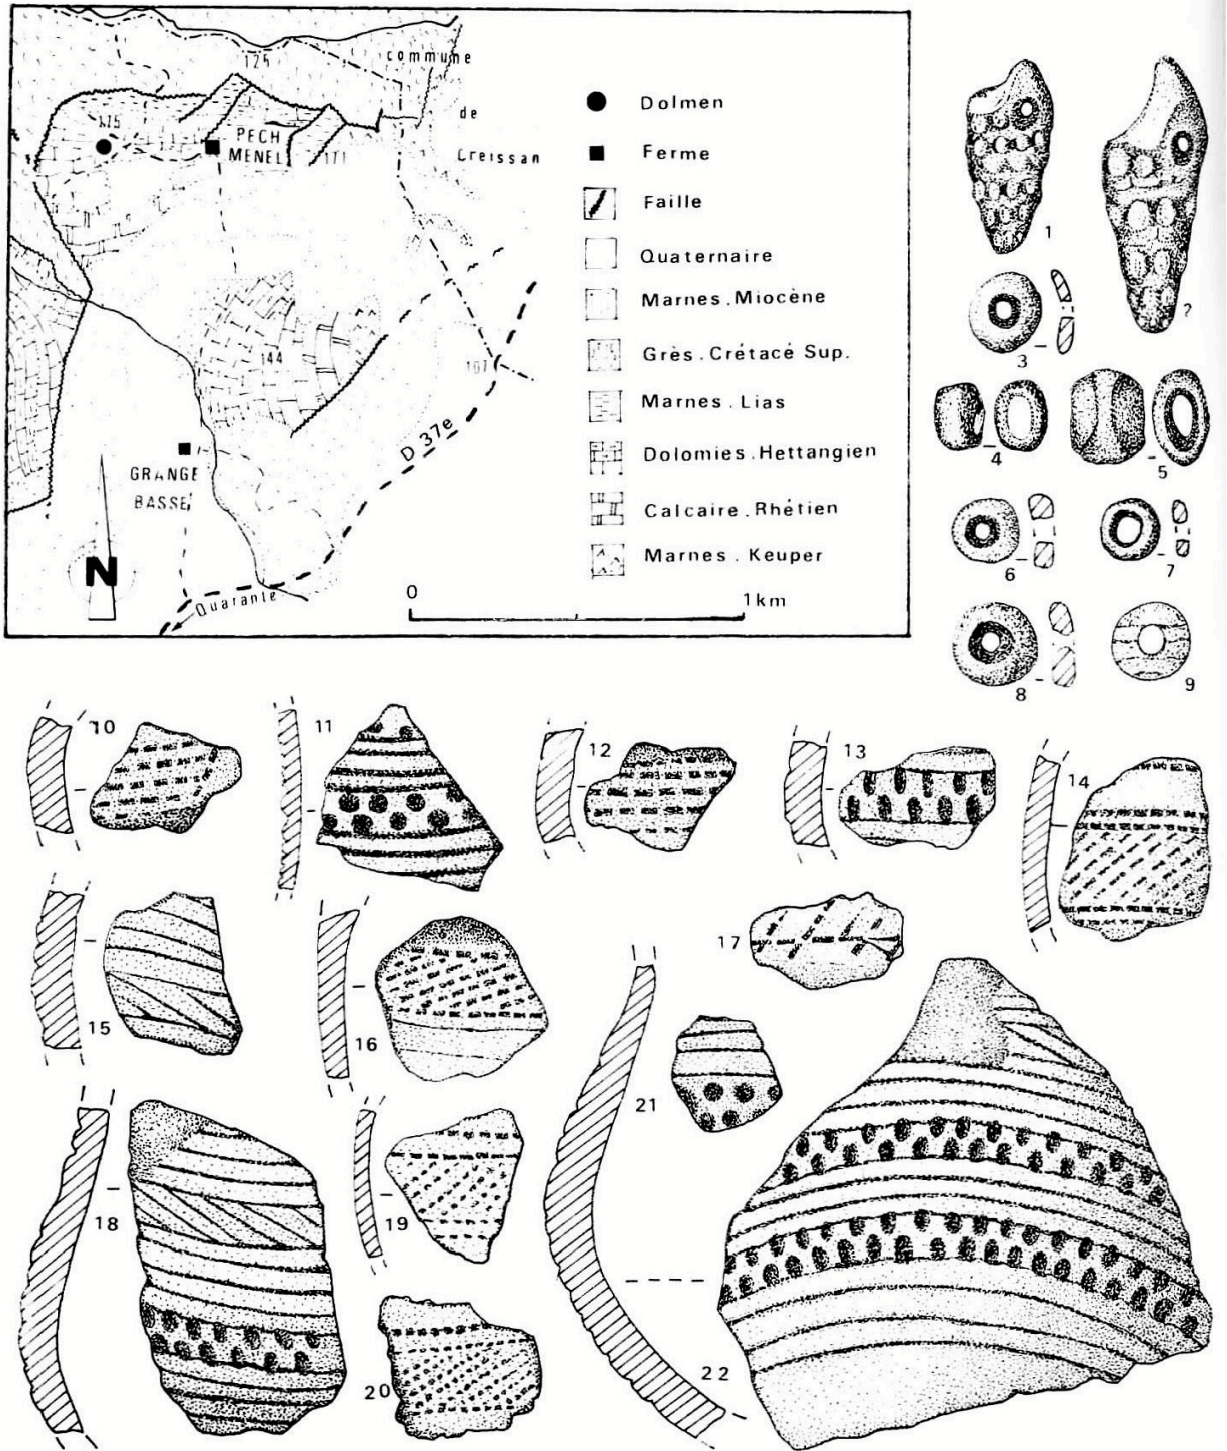 125
commune
de
Creissan
175
PECH
MENEL
171
144
107
D 37e
GRANGE
BASSE
N
Quarante
0
1km
Dolmen
Ferme
Faille
Quaternaire
Marnes . Miocène
Grès . Crétacé Sup.
Marnes . Lias
Dolomies . Hettangien
Calcaire . Rhétien
Marnes . Keuper
1
2
3
4
5
6
7
8
9
10
11
12
13
14
15
16
17
18
19
20
21
22